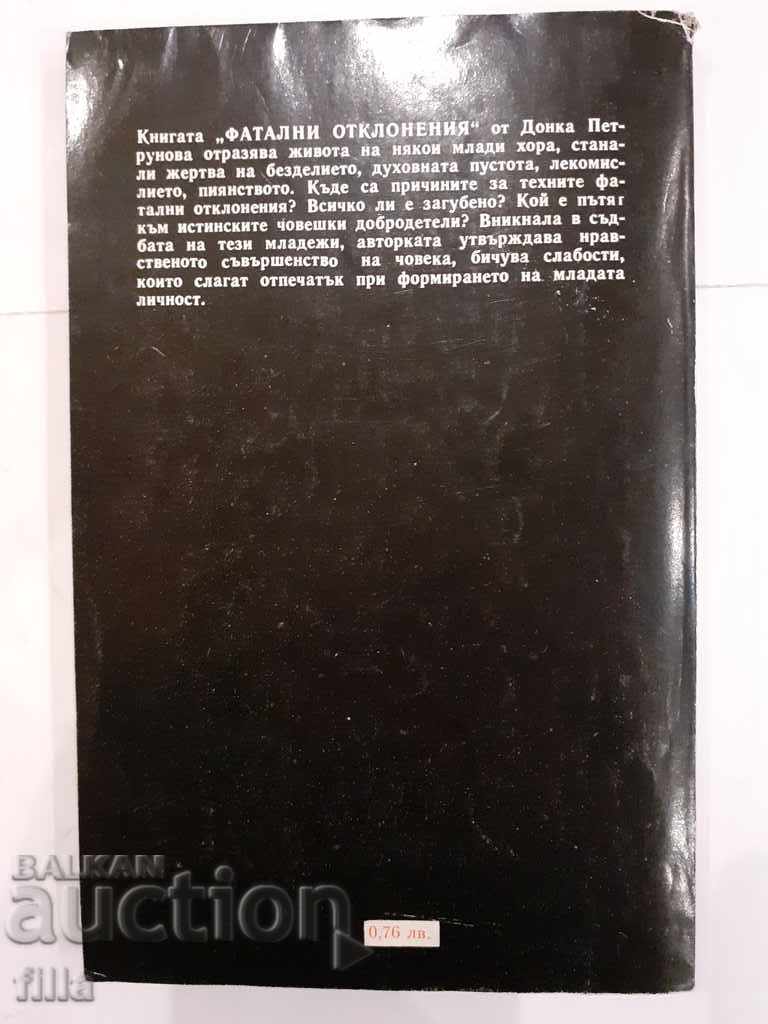 Книгата „ФАТАЛНИ ОТКЛОНЕНИЯ“ от Донка Пет-
рунова отразява живота на някои млади хора, стана-
ли жертва на безделието, духовната пустота, лекомис-
лието, пиянството. Къде са причините за техните фа-
тални отклонения? Всичко ли е загубено? Кой е пътят
към истинските човешки добродетели? Вникнала в съд-
бата на тези младежи, авторката утвърждава нрав-
ственото съвършенство на човека, бичува слабости,
които слагат отпечатък при формирането на младата
личност.
BALKAN
auction
0,76 лв.
filla